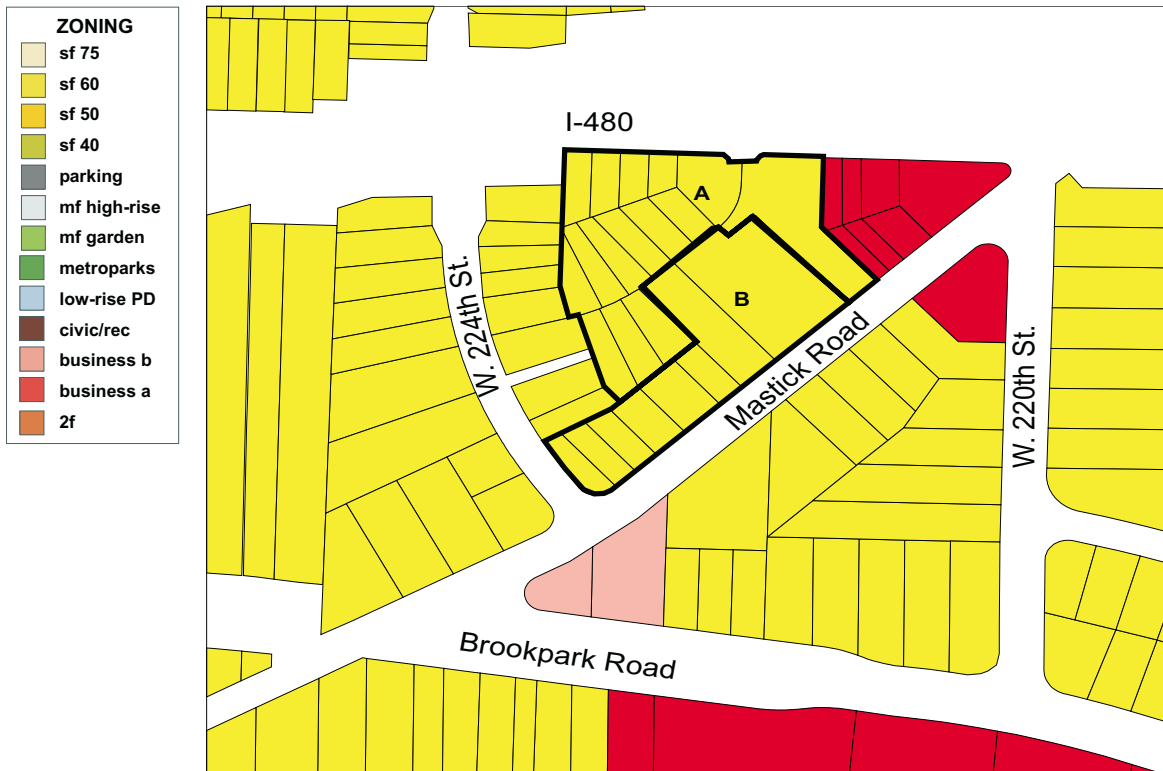 ZONING
sf 75
sf 60
sf 50
sf 40
parking
mf high-rise
mf garden
metroparks
low-rise PD
civic/rec
business b
business a
2f
I-480
A
B
W. 224th St.
Mastick Road
W. 220th St.
Brookpark Road